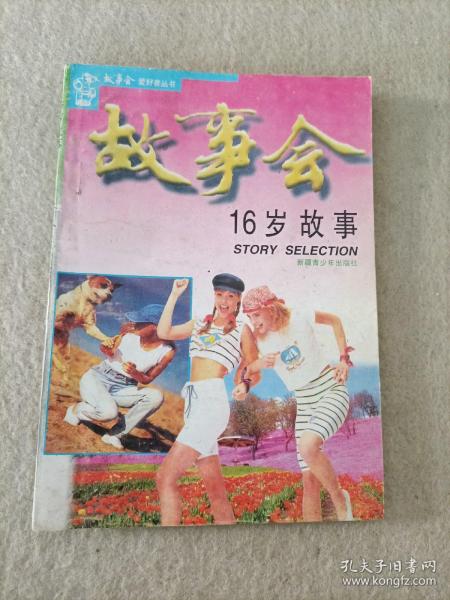 故事会 爱好者丛书
故事会
16岁故事
STORY SELECTION
新疆青少年出版社
孔夫子旧书网
www.kongfz.com